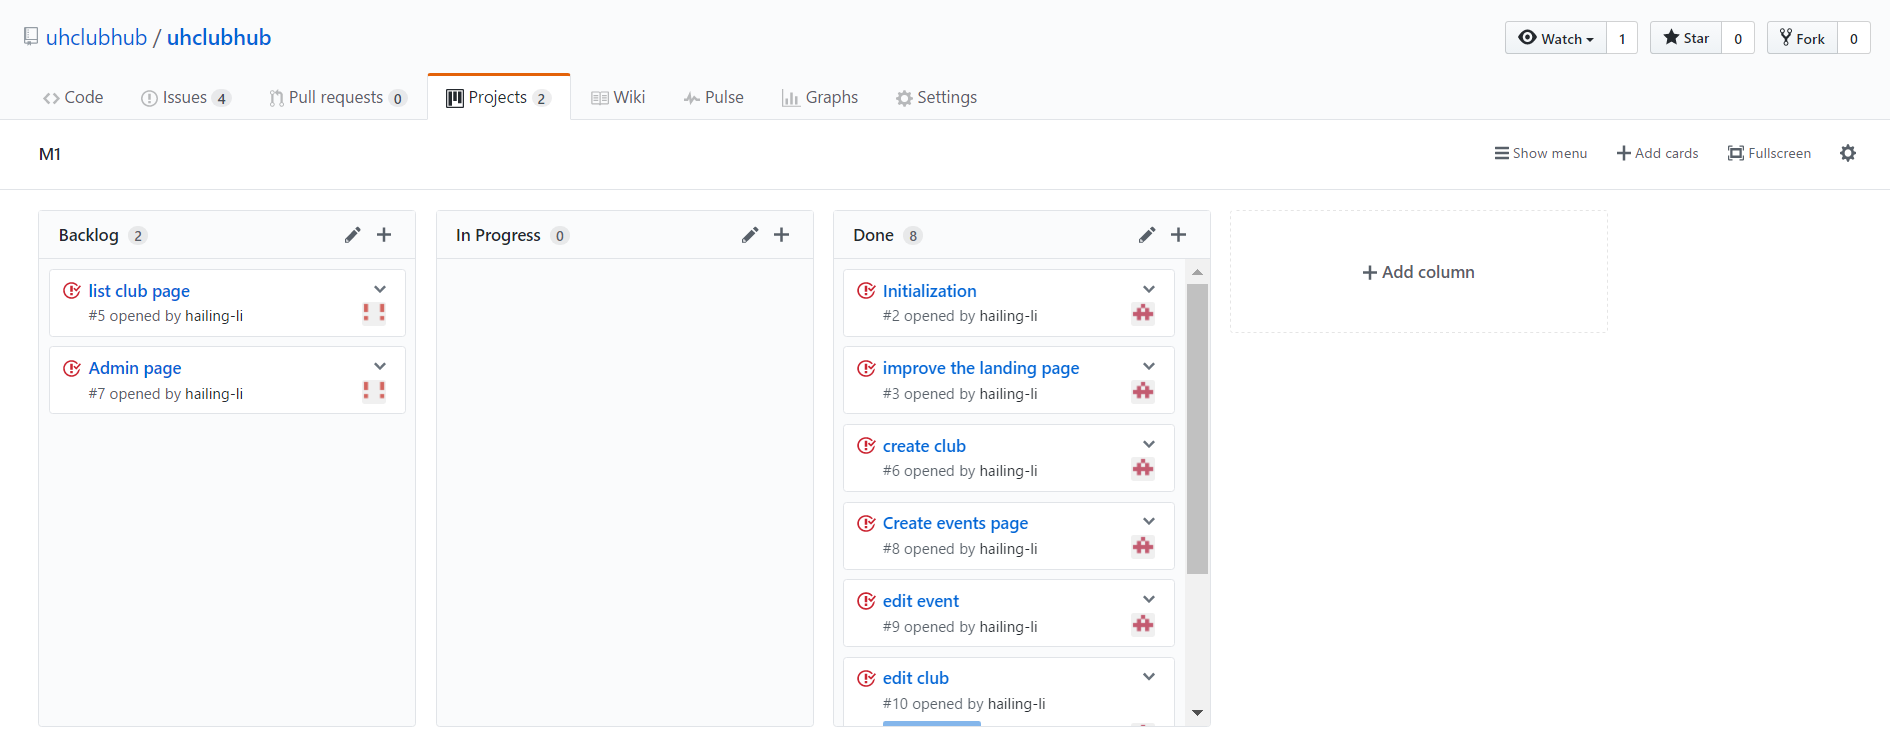 uhclubhub / uhclubhub
Watch 1 Star 0 Fork 0
Code Issues 4 Pull requests 0 Projects 2 Wiki Pulse Graphs Settings
M1
Show menu Add cards Fullscreen
Backlog 2
list club page
#5 opened by hailing-li
Admin page
#7 opened by hailing-li
In Progress 0
Done 8
Initialization
#2 opened by hailing-li
improve the landing page
#3 opened by hailing-li
create club
#6 opened by hailing-li
Create events page
#8 opened by hailing-li
edit event
#9 opened by hailing-li
edit club
#10 opened by hailing-li
Add column